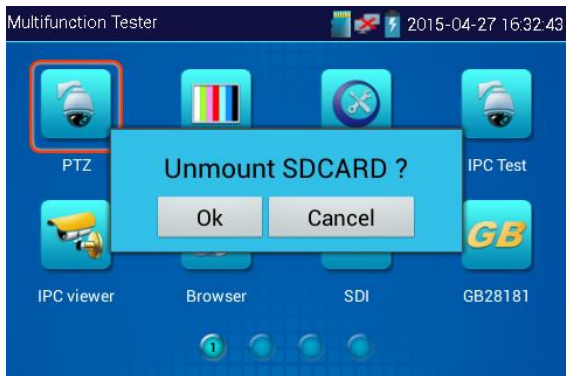 Multifunction Tester 2015-04-27 16:32:43
PTZ
IPC Test
Unmount SDCARD ?
Ok Cancel
GB
IPC viewer Browser SDI GB28181
1